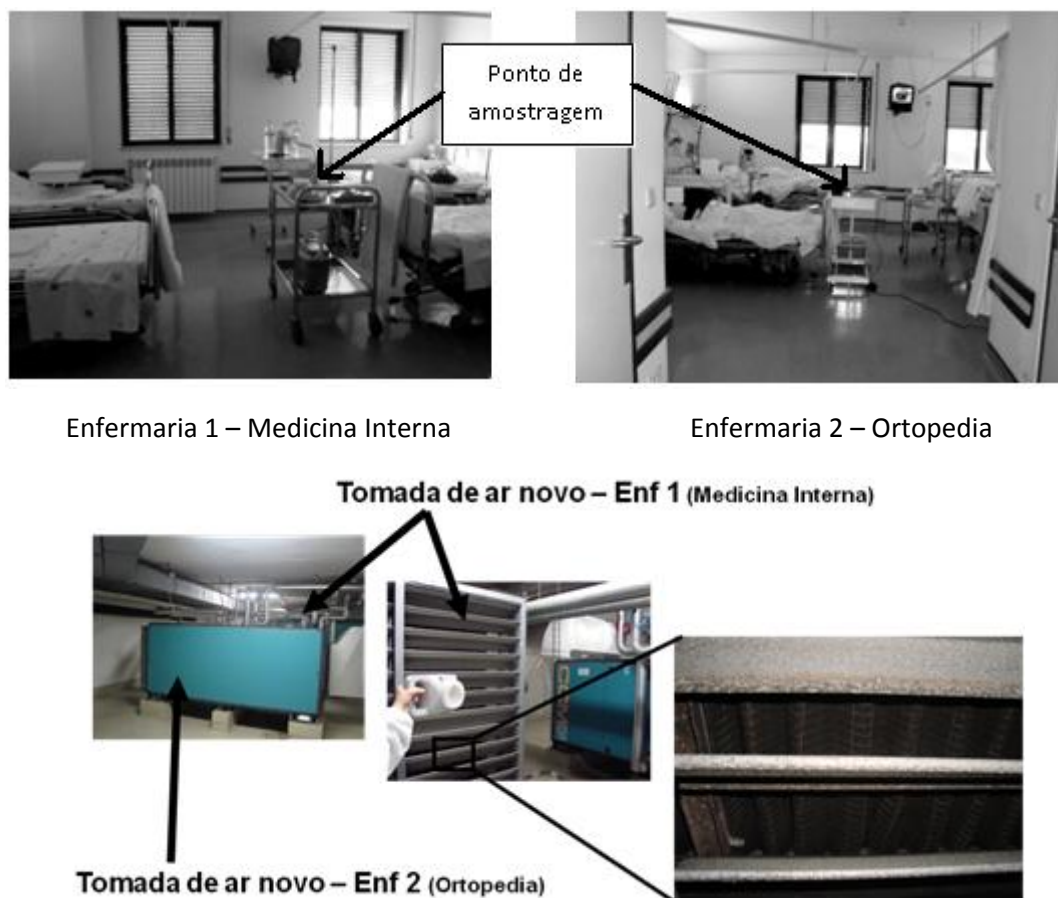 Ponto de
amostragem
Enfermaria 1 – Medicina Interna
Enfermaria 2 – Ortopedia
Tomada de ar novo – Enf 1 (Medicina Interna)
Tomada de ar novo – Enf 2 (Ortopedia)